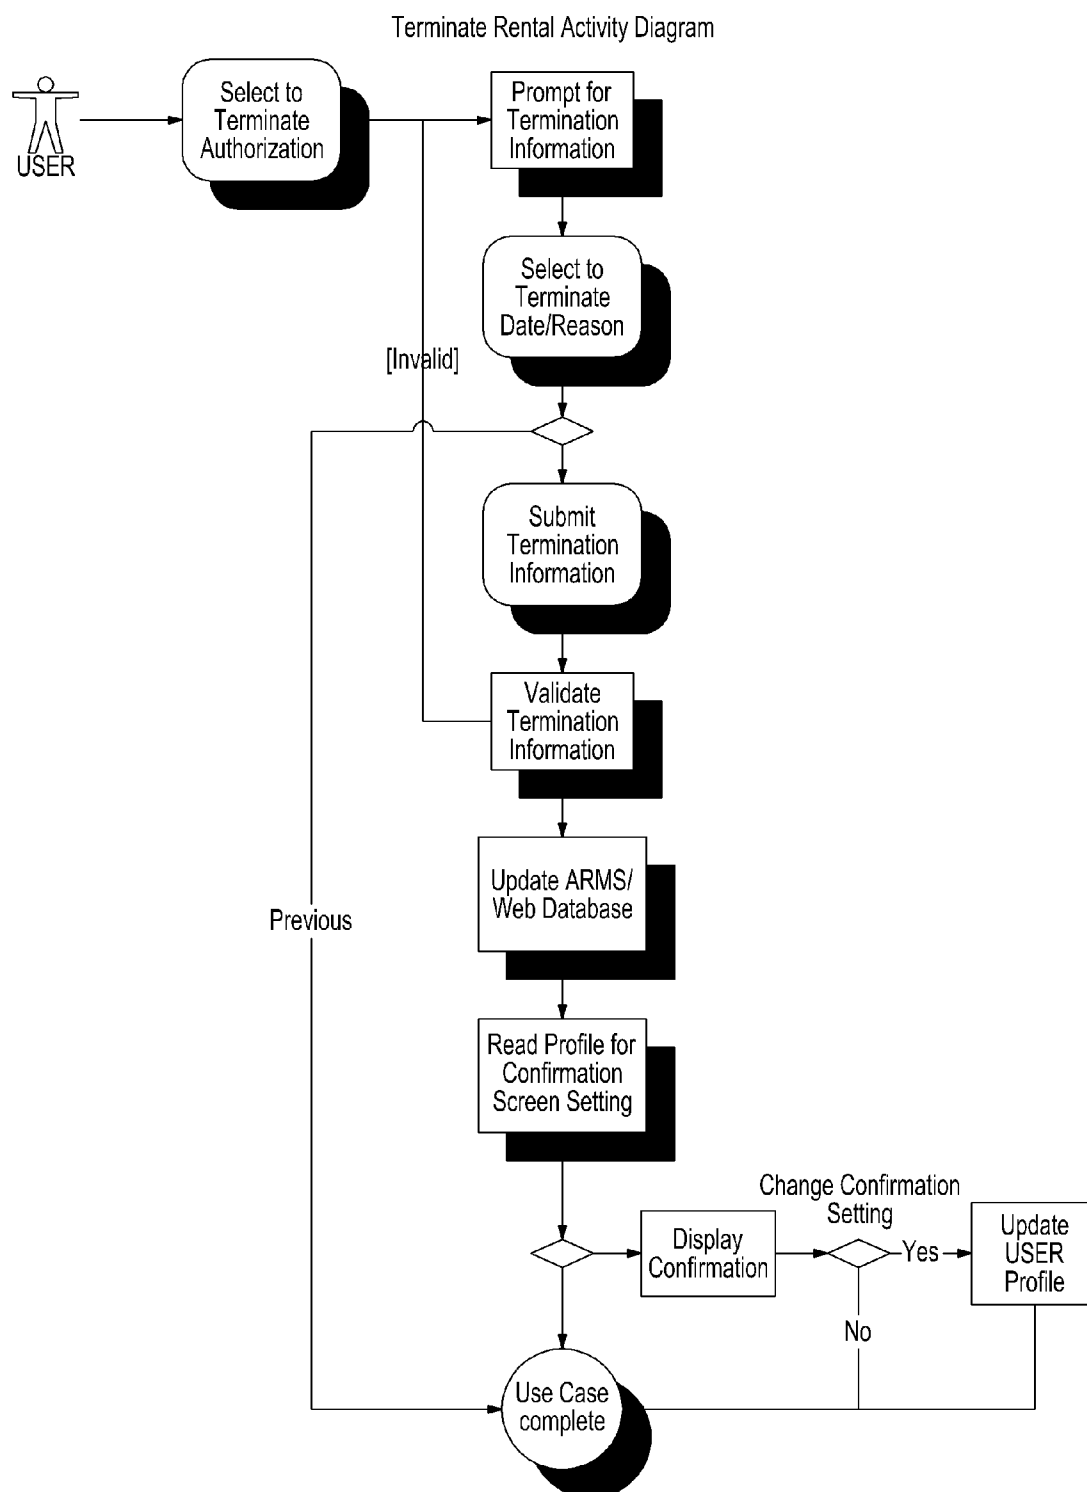 Terminate Rental Activity Diagram
Select to
Terminate
Authorization
Prompt for
Termination
Information
USER
Select to
Terminate
Date/Reason
[Invalid]
Submit
Termination
Information
Validate
Termination
Information
Update ARMS/
Web Database
Previous
Read Profile for
Confirmation
Screen Setting
Change Confirmation
Setting
Display
Confirmation
Yes
Update
USER
Profile
No
Use Case
complete